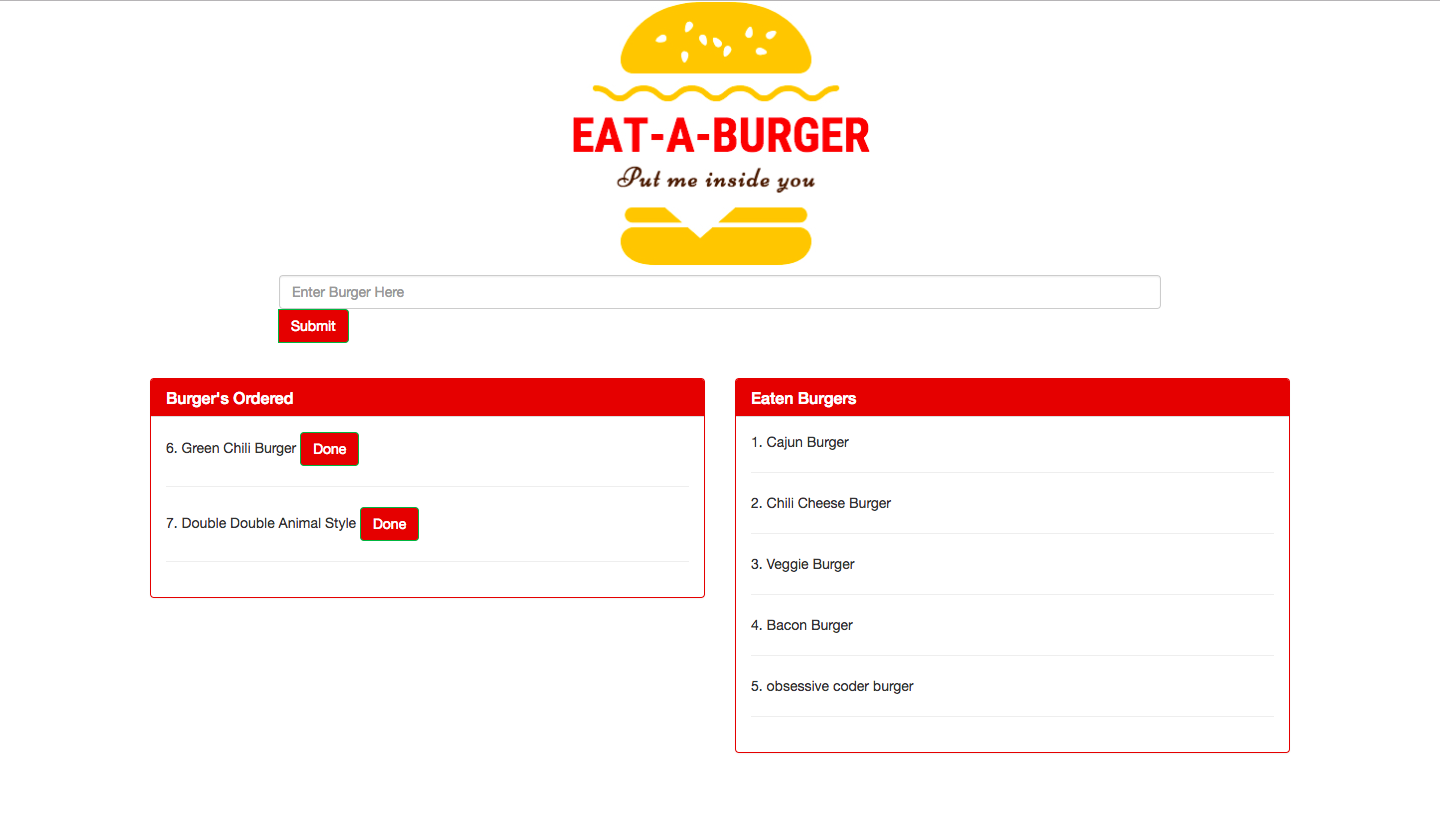 EAT-A-BURGER
Put me inside you
Enter Burger Here
Submit
Burger's Ordered
6. Green Chili Burger Done
7. Double Double Animal Style Done
Eaten Burgers
1. Cajun Burger
2. Chili Cheese Burger
3. Veggie Burger
4. Bacon Burger
5. obsessive coder burger